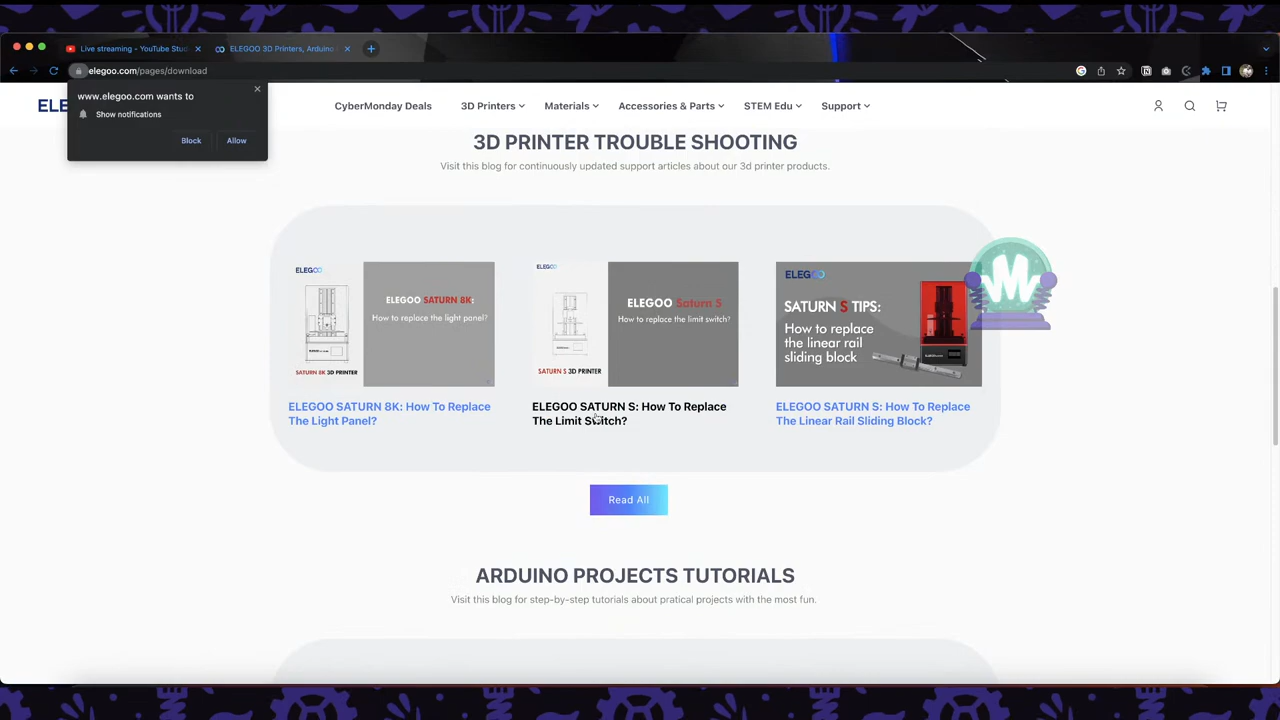 Live streaming - YouTube Stud
ELEGOO 3D Printers, Arduino
elegoo.com/pages/download
www.elegoo.com wants to
Show notifications
Block
Allow
ELE
CyberMonday Deals
3D Printers
Materials
Accessories & Parts
STEM Edu
Support
3D PRINTER TROUBLE SHOOTING
Visit this blog for continuously updated support articles about our 3d printer products.
ELEGOO
ELEGOO SATURN 8K:
How to replace the light panel?
SATURN 8K 3D PRINTER
ELEGOO
ELEGOO Saturn S
How to replace the limit switch?
SATURN S 3D PRINTER
ELEGOO
SATURN S TIPS:
How to replace
the linear rail
sliding block
ELEGOO SATURN 8K: How To Replace
The Light Panel?
ELEGOO SATURN S: How To Replace
The Limit Switch?
ELEGOO SATURN S: How To Replace
The Linear Rail Sliding Block?
Read All
ARDUINO PROJECTS TUTORIALS
Visit this blog for step-by-step tutorials about pratical projects with the most fun.